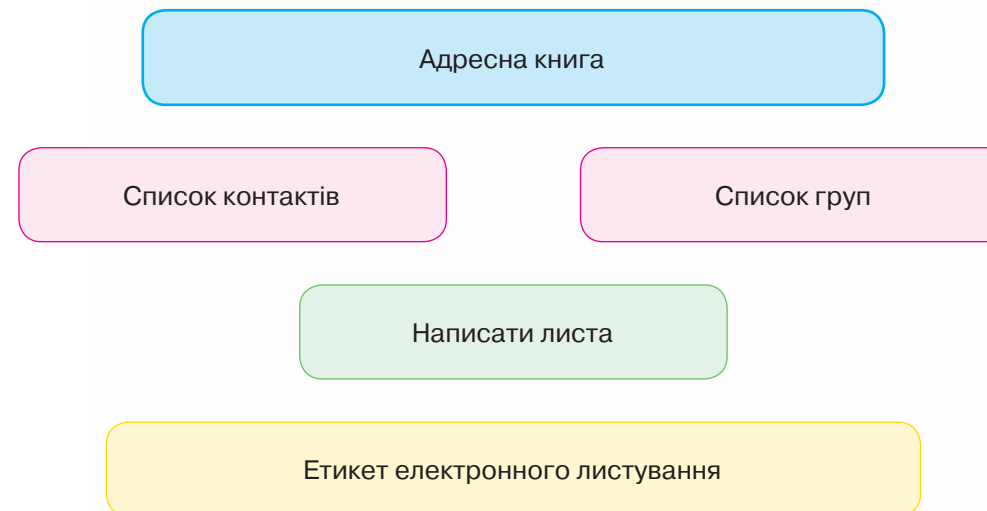 Адресна книга
Список контактів
Список груп
Написати листа
Етикет електронного листування